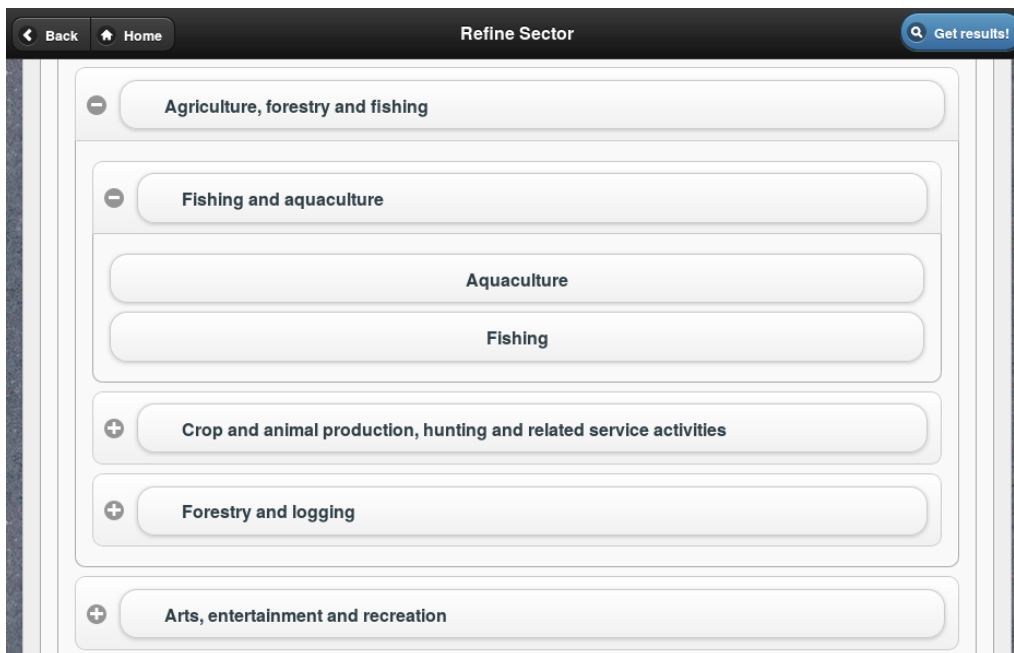 Back
Home
Refine Sector
Get results!
Agriculture, forestry and fishing
Fishing and aquaculture
Aquaculture
Fishing
Crop and animal production, hunting and related service activities
Forestry and logging
Arts, entertainment and recreation